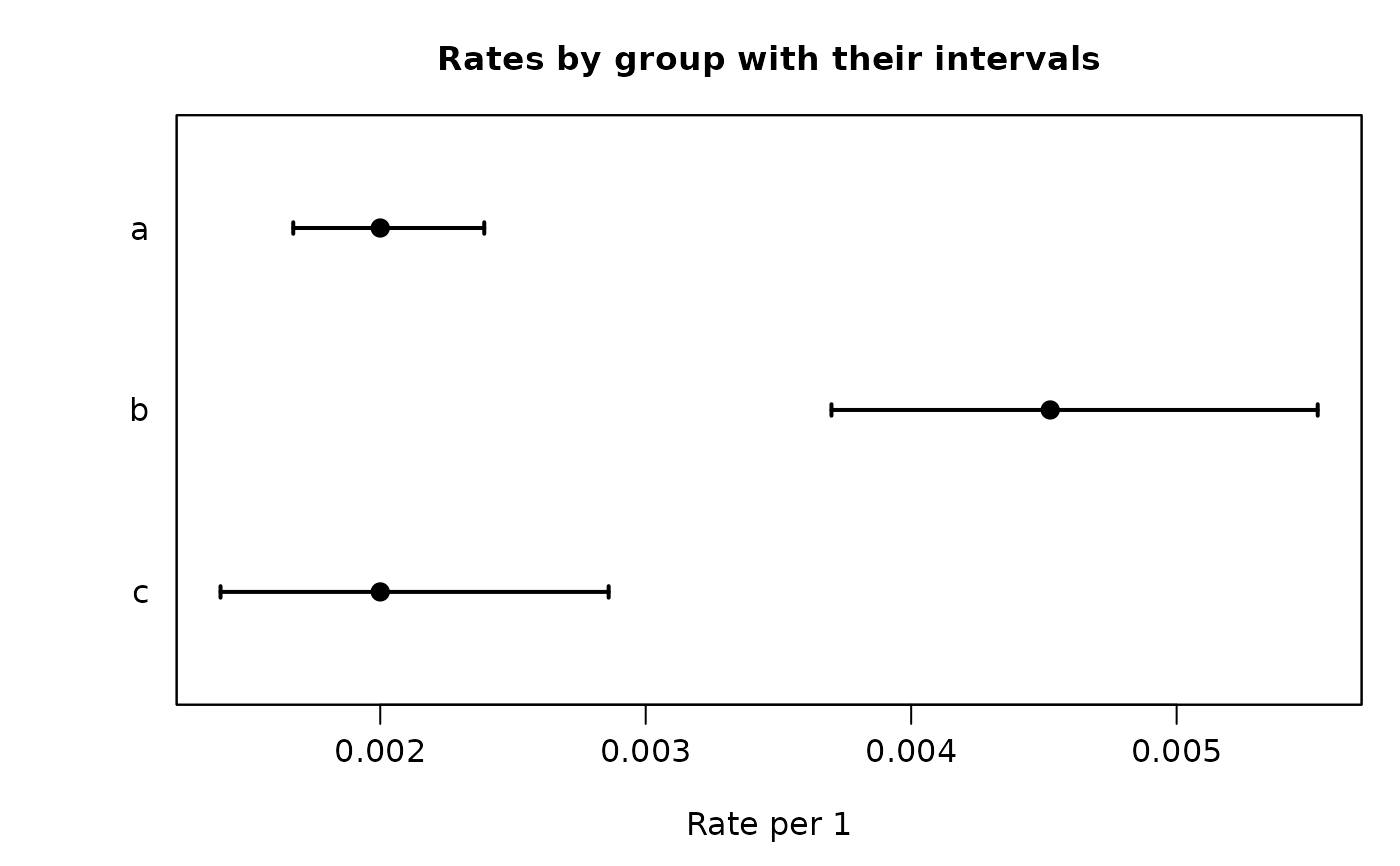 Rates by group with their intervals
a
b
c
0.002 0.003 0.004 0.005
Rate per 1